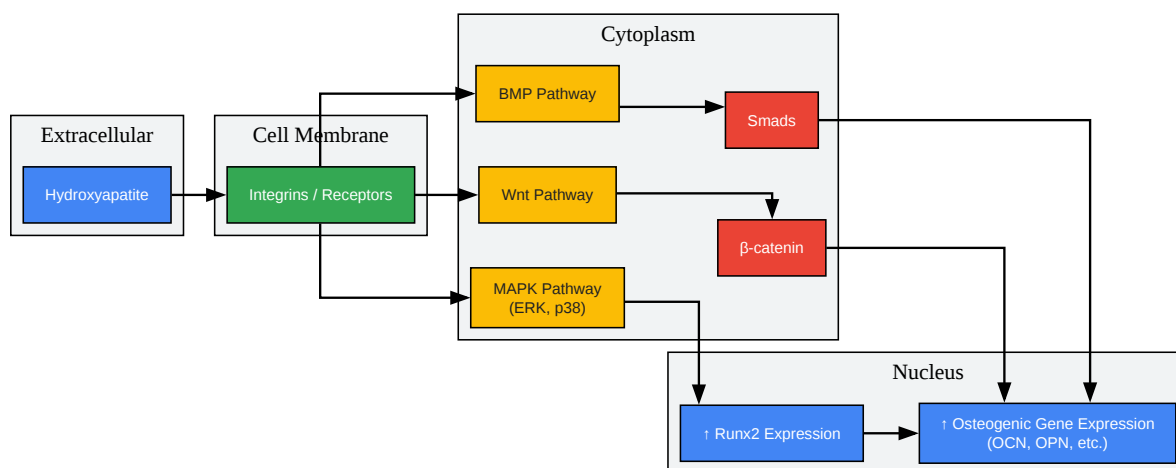 Cytoplasm
BMP Pathway
Smads
Extracellular
Cell Membrane
Hydroxyapatite
Integrins / Receptors
Wnt Pathway
β-catenin
MAPK Pathway
(ERK, p38)
Nucleus
↑ Runx2 Expression
↑ Osteogenic Gene Expression
(OCN, OPN, etc.)